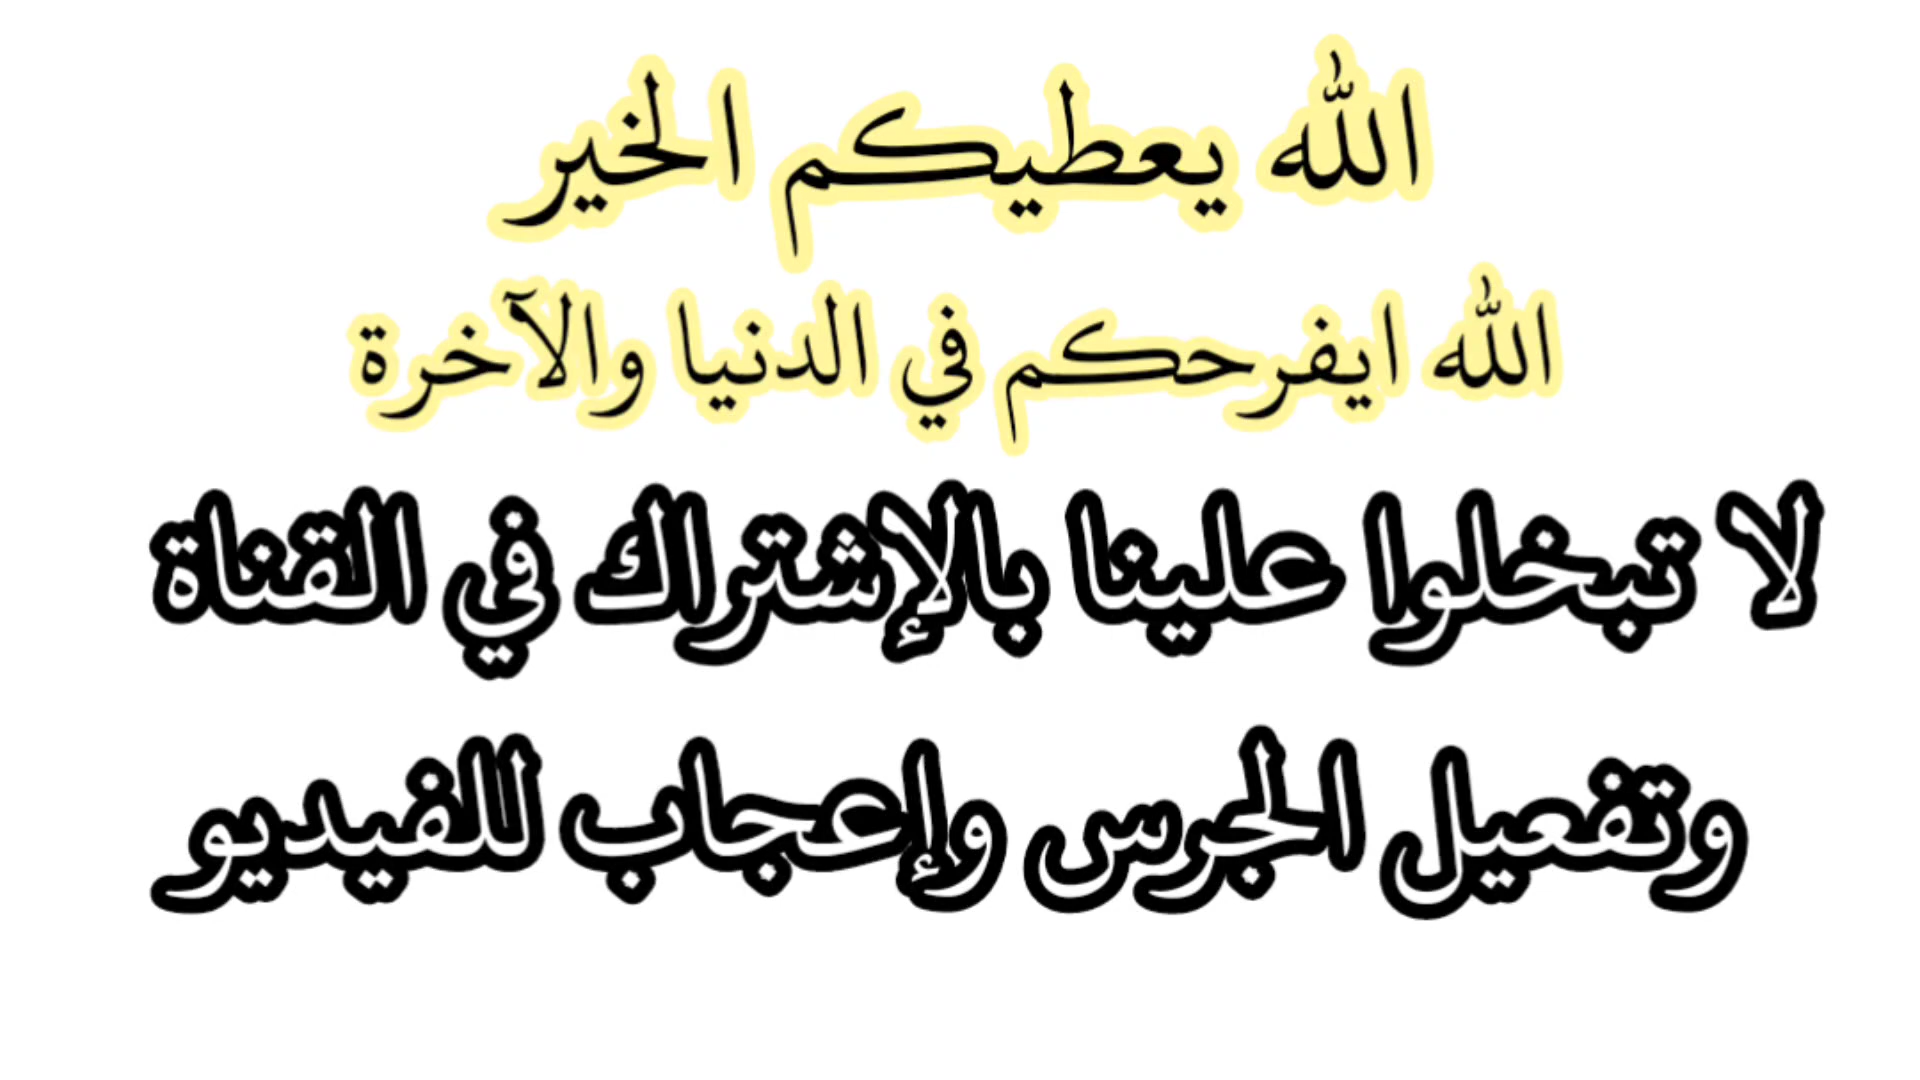 الله يعطيكم الخير
الله ايفرحكم في الدنيا والآخرة
لا تبخلوا علينا بالإشتراك في القناة
وتفعيل الجرس وإعجاب للفيديو